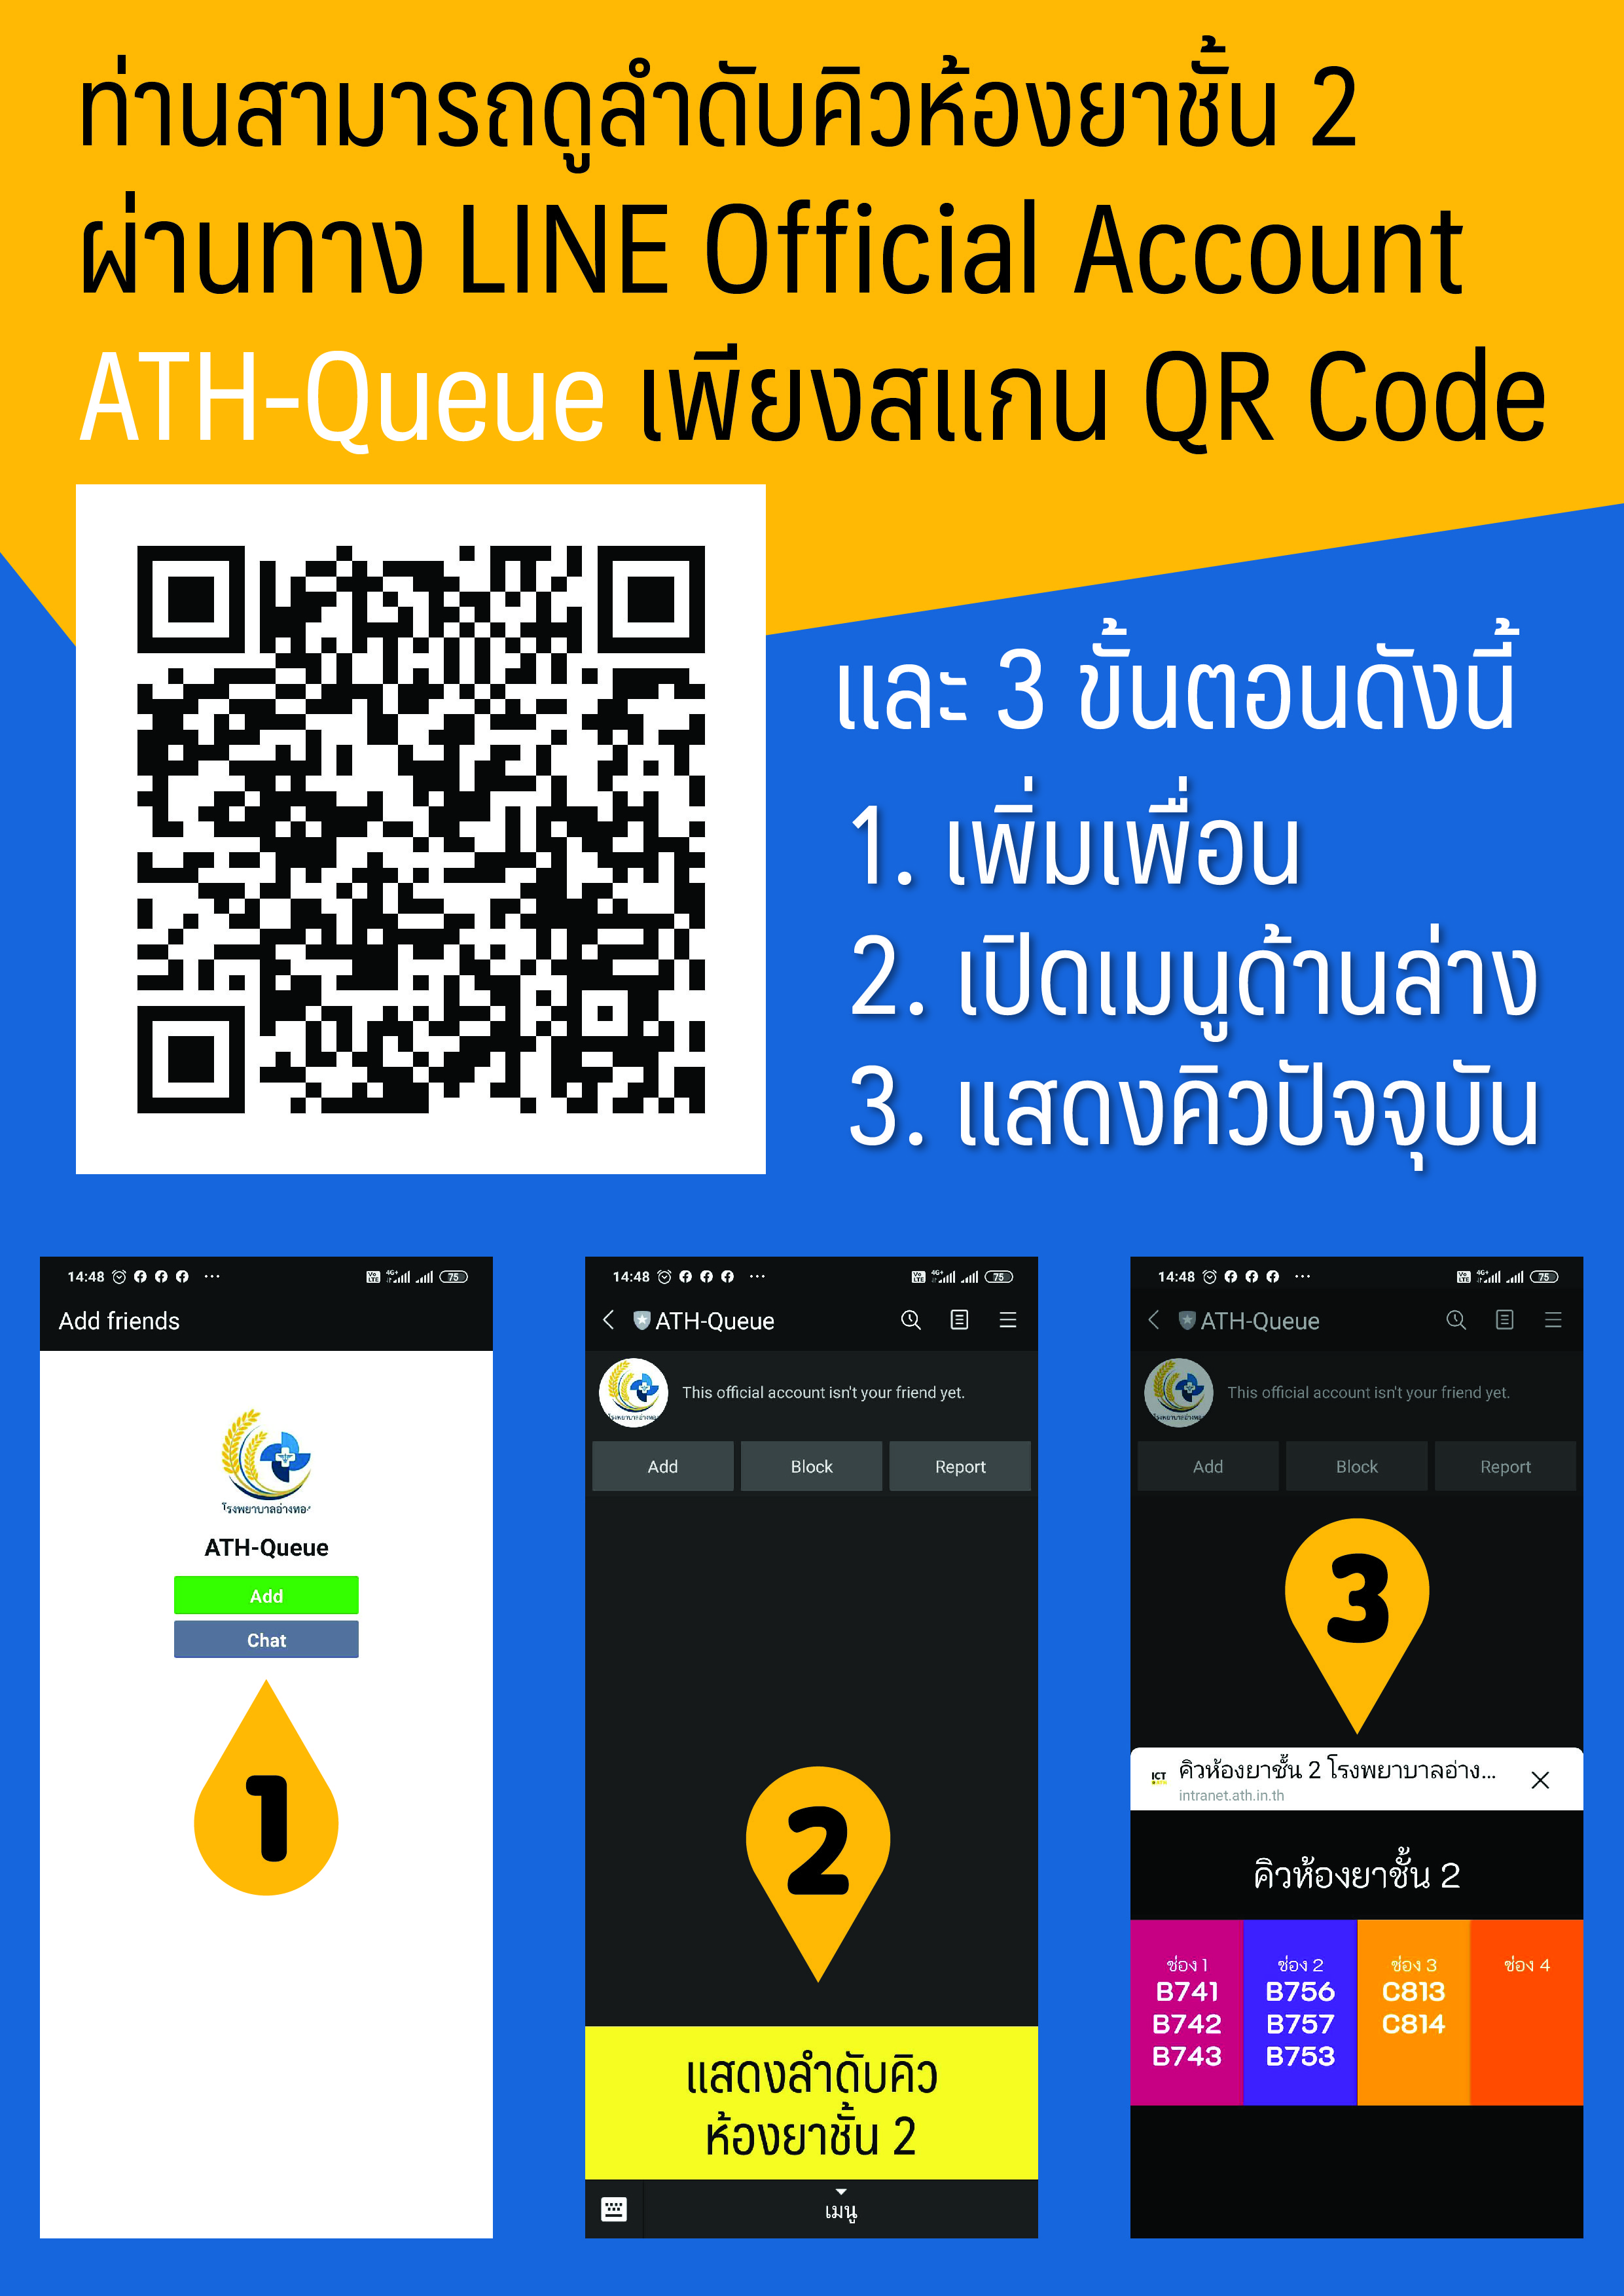 ท่านสามารถดูลำดับคิวห้องยาชั้น 2
ผ่านทาง LINE Official Account
ATH-Queue เพียงสแกน QR Code
และ 3 ขั้นตอนดังนี้
1. เพิ่มเพื่อน
2. เปิดเมนูด้านล่าง
3. แสดงคิวปัจจุบัน
14:48
75
Add friends
โรงพยาบาลอ่างทอง
ATH-Queue
Add
Chat
1
14:48
75
ATH-Queue
This official account isn't your friend yet.
Add Block Report
2
แสดงลำดับคิว
ห้องยาชั้น 2
เมนู
14:48
75
ATH-Queue
This official account isn't your friend yet.
Add Block Report
3
ICT
คิวห้องยาชั้น 2 โรงพยาบาลอ่าง...
intranet.ath.in.th
คิวห้องยาชั้น 2
ช่อง 1 ช่อง 2 ช่อง 3 ช่อง 4
B741 B756 C813
B742 B757 C814
B743 B753